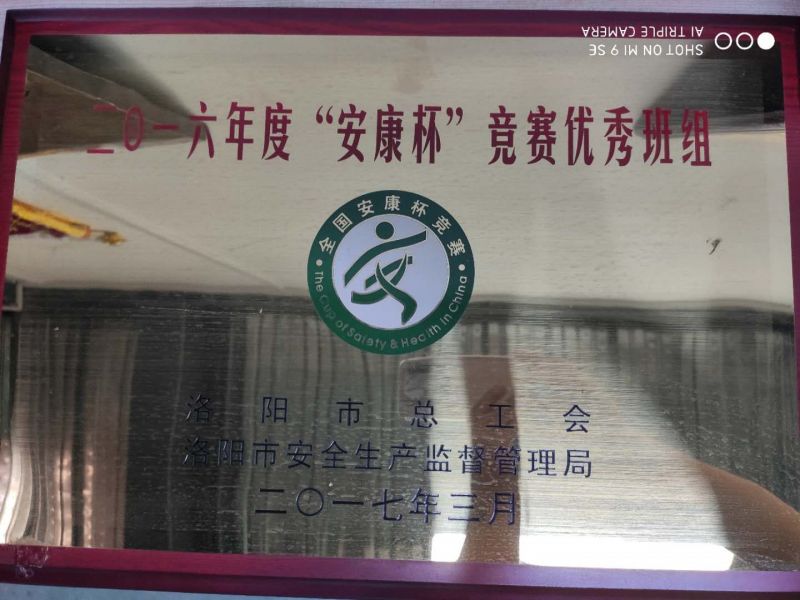 SHOT ON MI 9 SE
AI TRIPLE CAMERA
二〇一六年度“安康杯”竞赛优秀班组
全国安康杯竞赛
The Cup of Safety & Health in China
洛阳市总工会
洛阳市安全生产监督管理局
二〇一七年三月